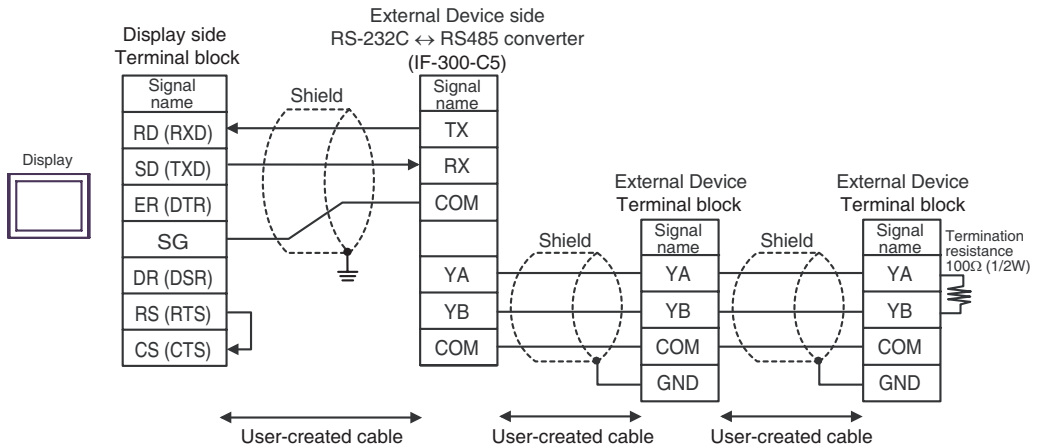 Display
Display side
Terminal block
Signal
name
RD (RXD)
SD (TXD)
ER (DTR)
SG
DR (DSR)
RS (RTS)
CS (CTS)
Shield
External Device side
RS-232C ↔ RS485 converter
(IF-300-C5)
Signal
name
TX
RX
COM
YA
YB
COM
Shield
External Device
Terminal block
Signal
name
YA
YB
COM
GND
Shield
External Device
Terminal block
Signal
name
YA
YB
COM
GND
Termination
resistance
100Ω (1/2W)
User-created cable
User-created cable
User-created cable